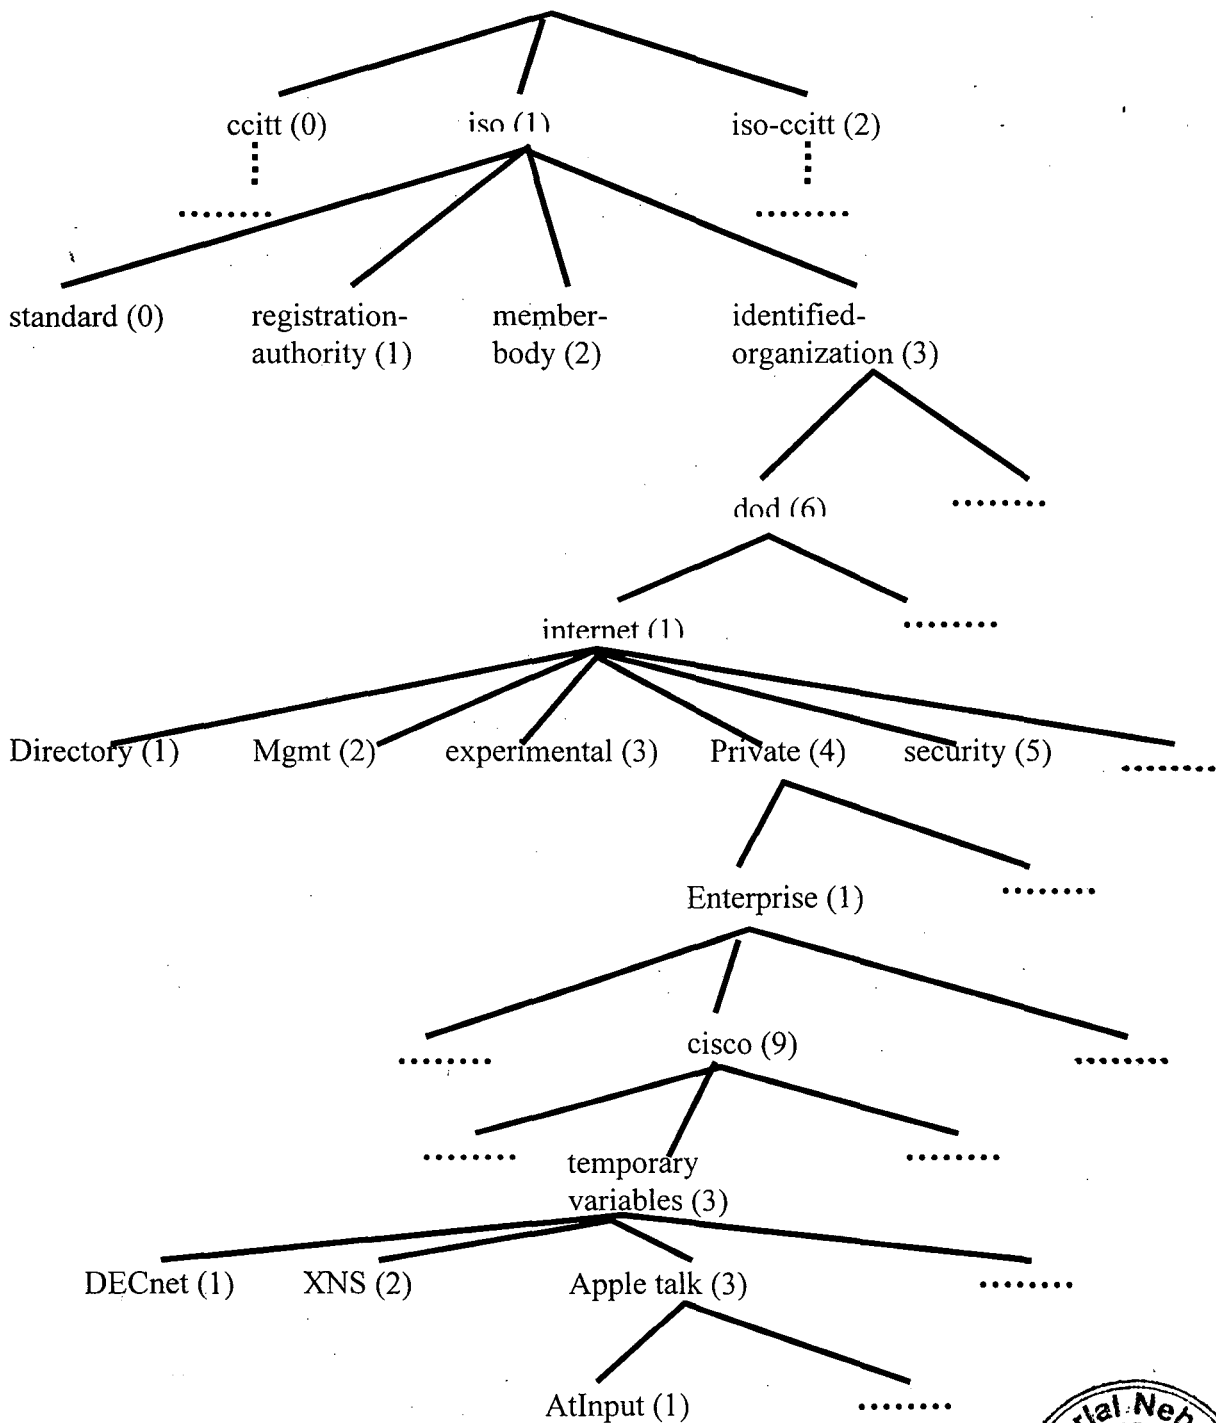 ccitt (0)
iso (1)
iso-ccitt (2)
standard (0)
registration-
authority (1)
member-
body (2)
identified-
organization (3)
dod (6)
internet (1)
Directory (1)
Mgmt (2)
experimental (3)
Private (4)
security (5)
Enterprise (1)
cisco (9)
temporary
variables (3)
DECnet (1)
XNS (2)
Apple talk (3)
AtInput (1)